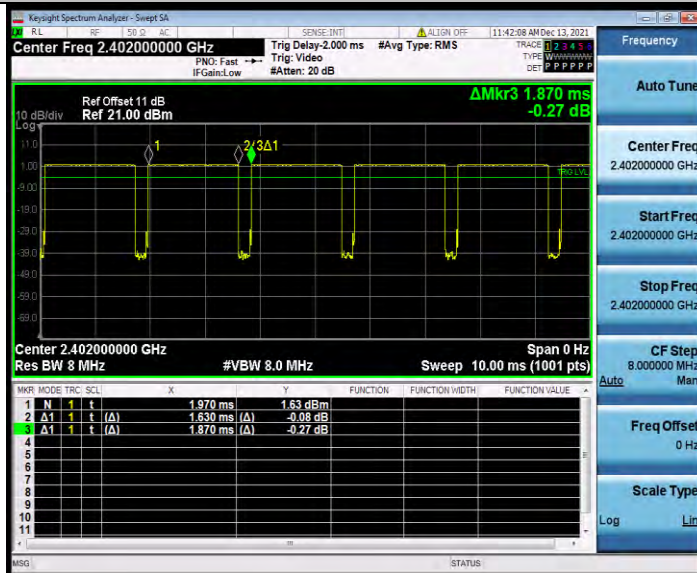 Keysight Spectrum Analyzer - Swept SA
RL RF 50 Ω AC SENSE:INT ALIGN OFF 11:42:08 AM Dec 13, 2021
Center Freq 2.402000000 GHz
PNO: Fast
IFGain:Low
Trig Delay-2.000 ms
Trig: Video
#Atten: 20 dB
#Avg Type: RMS
TRACE 1 2 3 4 5 6
TYPE WWWWWW
DET P P P P P P
ΔMkr3 1.870 ms
-0.27 dB
Ref Offset 11 dB
10 dB/div Ref 21.00 dBm
Log
11.0
1.00
-9.00
-19.0
-29.0
-39.0
-49.0
-59.0
-69.0
1
2/3Δ1
TRIG LVL
Center 2.402000000 GHz Span 0 Hz
Res BW 8 MHz #VBW 8.0 MHz Sweep 10.00 ms (1001 pts)
MKR MODE TRC SCL X Y FUNCTION FUNCTION WIDTH FUNCTION VALUE
1 N 1 t 1.970 ms 1.63 dBm
2 Δ1 1 t (Δ) 1.630 ms (Δ) -0.08 dB
3 Δ1 1 t (Δ) 1.870 ms (Δ) -0.27 dB
4
5
6
7
8
9
10
11
MSG STATUS
Frequency
Auto Tune
Center Freq
2.402000000 GHz
Start Freq
2.402000000 GHz
Stop Freq
2.402000000 GHz
CF Step
8.000000 MHz
Auto Man
Freq Offset
0 Hz
Scale Type
Log Lin